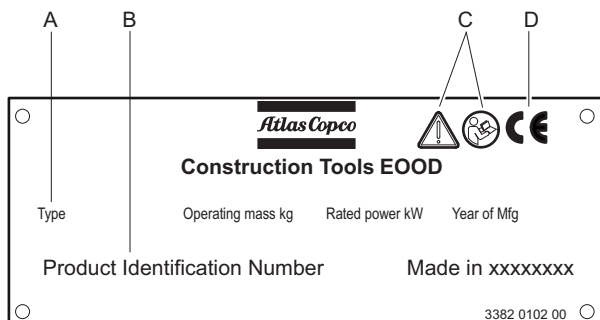 A B C D
Atlas Copco
CE
Construction Tools EOOD
Type Operating mass kg Rated power kW Year of Mfg
Product Identification Number Made in xxxxxxxx
3382 0102 00